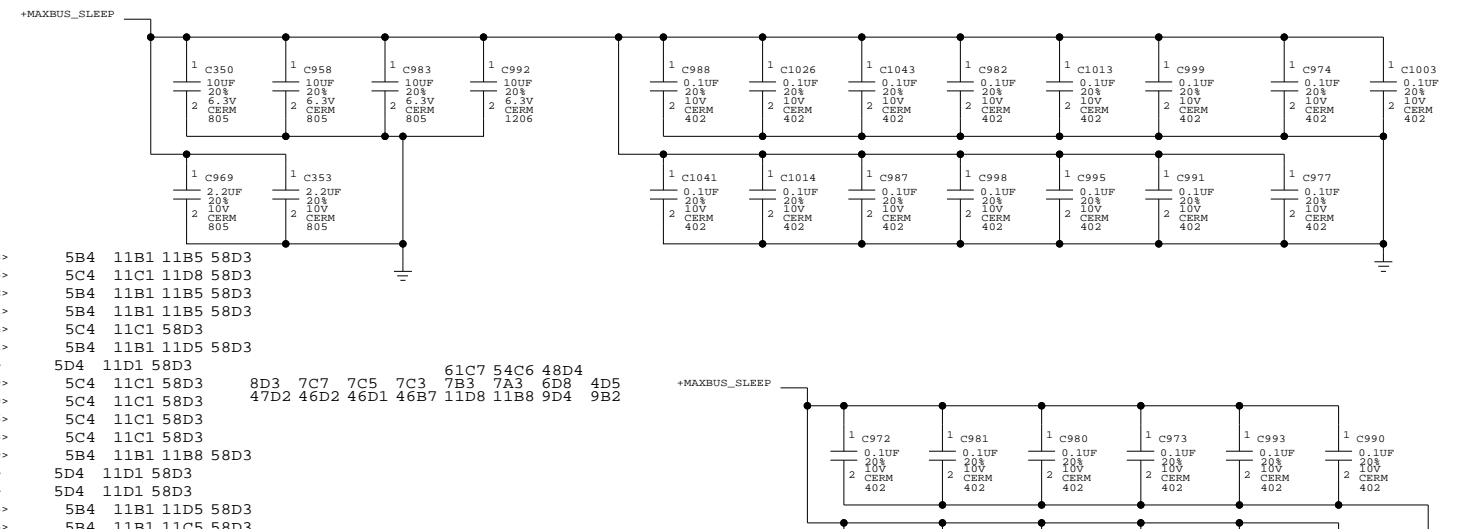 +MAXBUS_SLEEP
1 C350 10UF 20% 6.3V CERM 805 2
1 C958 10UF 20% 6.3V CERM 805 2
1 C983 10UF 20% 6.3V CERM 805 2
1 C992 10UF 20% 6.3V CERM 1206 2
1 C988 0.1UF 20% 10V CERM 402 2
1 C1026 0.1UF 20% 10V CERM 402 2
1 C1043 0.1UF 20% 10V CERM 402 2
1 C982 0.1UF 20% 10V CERM 402 2
1 C1013 0.1UF 20% 10V CERM 402 2
1 C999 0.1UF 20% 10V CERM 402 2
1 C974 0.1UF 20% 10V CERM 402 2
1 C1003 0.1UF 20% 10V CERM 402 2
1 C969 2.2UF 20% 10V CERM 805 2
1 C353 2.2UF 20% 10V CERM 805 2
1 C1041 0.1UF 20% 10V CERM 402 2
1 C1014 0.1UF 20% 10V CERM 402 2
1 C987 0.1UF 20% 10V CERM 402 2
1 C998 0.1UF 20% 10V CERM 402 2
1 C995 0.1UF 20% 10V CERM 402 2
1 C991 0.1UF 20% 10V CERM 402 2
1 C977 0.1UF 20% 10V CERM 402 2
> 5B4 11B1 11B5 58D3
> 5C4 11C1 11D8 58D3
> 5B4 11B1 11B5 58D3
> 5B4 11B1 11B5 58D3
> 5C4 11C1 58D3
> 5B4 11B1 11D5 58D3
5D4 11D1 58D3
> 5C4 11C1 58D3
> 5C4 11C1 58D3
> 5C4 11C1 58D3
> 5C4 11C1 58D3
> 5B4 11B1 11B8 58D3
5D4 11D1 58D3
5D4 11D1 58D3
> 5B4 11B1 11D5 58D3
> 5B4 11B1 11C5 58D3
61C7 54C6 48D4
8D3 7C7 7C5 7C3 7B3 7A3 6D8 4D5
47D2 46D2 46D1 46B7 11D8 11B8 9D4 9B2
+MAXBUS_SLEEP
1 C972 0.1UF 20% 10V CERM 402 2
1 C981 0.1UF 20% 10V CERM 402 2
1 C980 0.1UF 20% 10V CERM 402 2
1 C973 0.1UF 20% 10V CERM 402 2
1 C993 0.1UF 20% 10V CERM 402 2
1 C990 0.1UF 20% 10V CERM 402 2